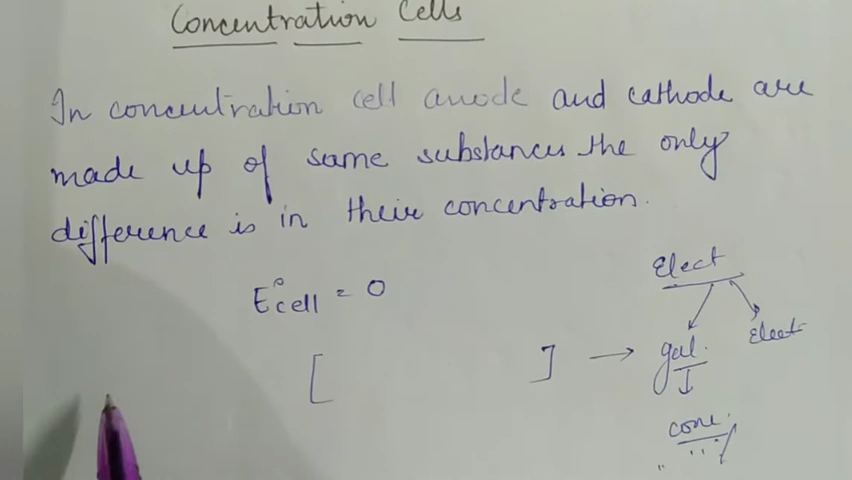 Concentration Cells
In concentration cell anode and cathode are
made up of same substances the only
difference is in their concentration.
E°cell = 0
[ ] → gal.
Elect
Elect
conc.